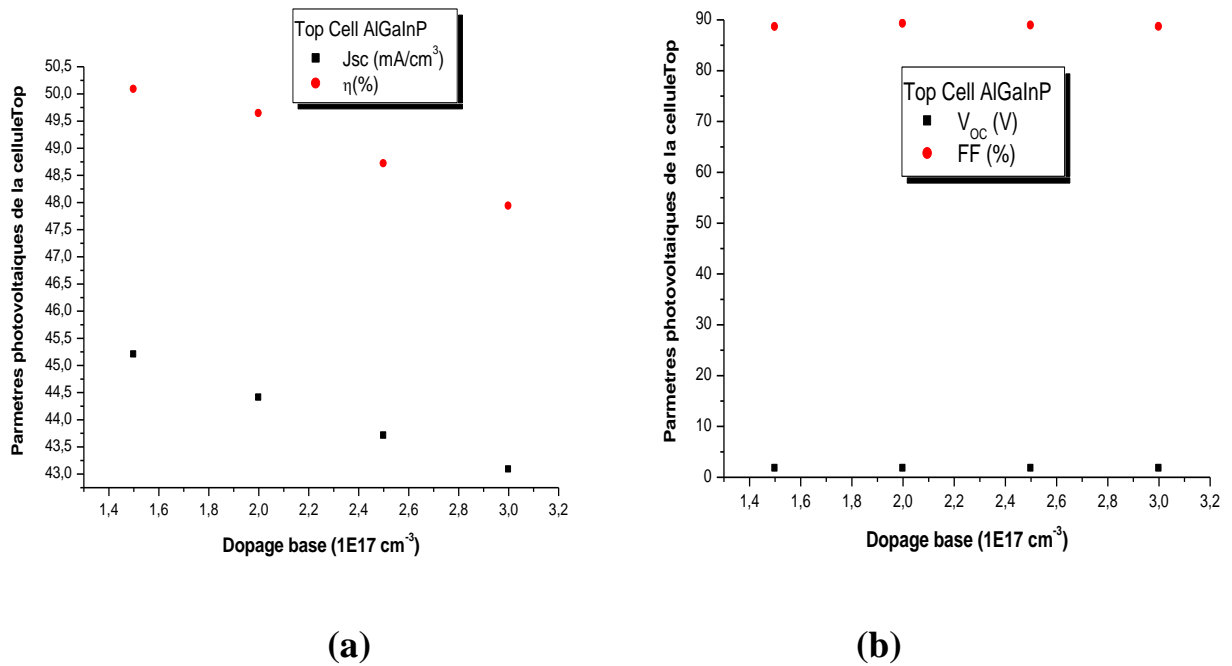 Top Cell AlGaInP
Jsc (mA/cm³)
η(%)
Parmetres photovoltaiques de la celluleTop
50,5
50,0
49,5
49,0
48,5
48,0
47,5
47,0
46,5
46,0
45,5
45,0
44,5
44,0
43,5
43,0
1,4 1,6 1,8 2,0 2,2 2,4 2,6 2,8 3,0 3,2
Dopage base (1E17 cm⁻³)
(a)
Top Cell AlGaInP
V_OC (V)
FF (%)
Parmetres photovoltaiques de la celluleTop
90
80
70
60
50
40
30
20
10
0
1,4 1,6 1,8 2,0 2,2 2,4 2,6 2,8 3,0 3,2
Dopage base (1E17 cm⁻³)
(b)